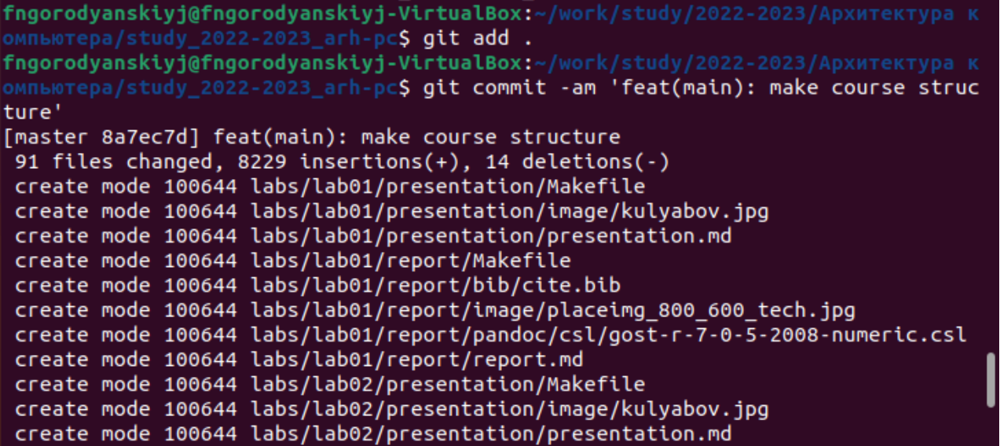 fngorodyanskiyj@fngorodyanskiyj-VirtualBox:~/work/study/2022-2023/Архитектура к
омпьютера/study_2022-2023_arh-pc$ git add .
fngorodyanskiyj@fngorodyanskiyj-VirtualBox:~/work/study/2022-2023/Архитектура к
омпьютера/study_2022-2023_arh-pc$ git commit -am 'feat(main): make course struc
ture'
[master 8a7ec7d] feat(main): make course structure
 91 files changed, 8229 insertions(+), 14 deletions(-)
 create mode 100644 labs/lab01/presentation/Makefile
 create mode 100644 labs/lab01/presentation/image/kulyabov.jpg
 create mode 100644 labs/lab01/presentation/presentation.md
 create mode 100644 labs/lab01/report/Makefile
 create mode 100644 labs/lab01/report/bib/cite.bib
 create mode 100644 labs/lab01/report/image/placeimg_800_600_tech.jpg
 create mode 100644 labs/lab01/report/pandoc/csl/gost-r-7-0-5-2008-numeric.csl
 create mode 100644 labs/lab01/report/report.md
 create mode 100644 labs/lab02/presentation/Makefile
 create mode 100644 labs/lab02/presentation/image/kulyabov.jpg
 create mode 100644 labs/lab02/presentation/presentation.md